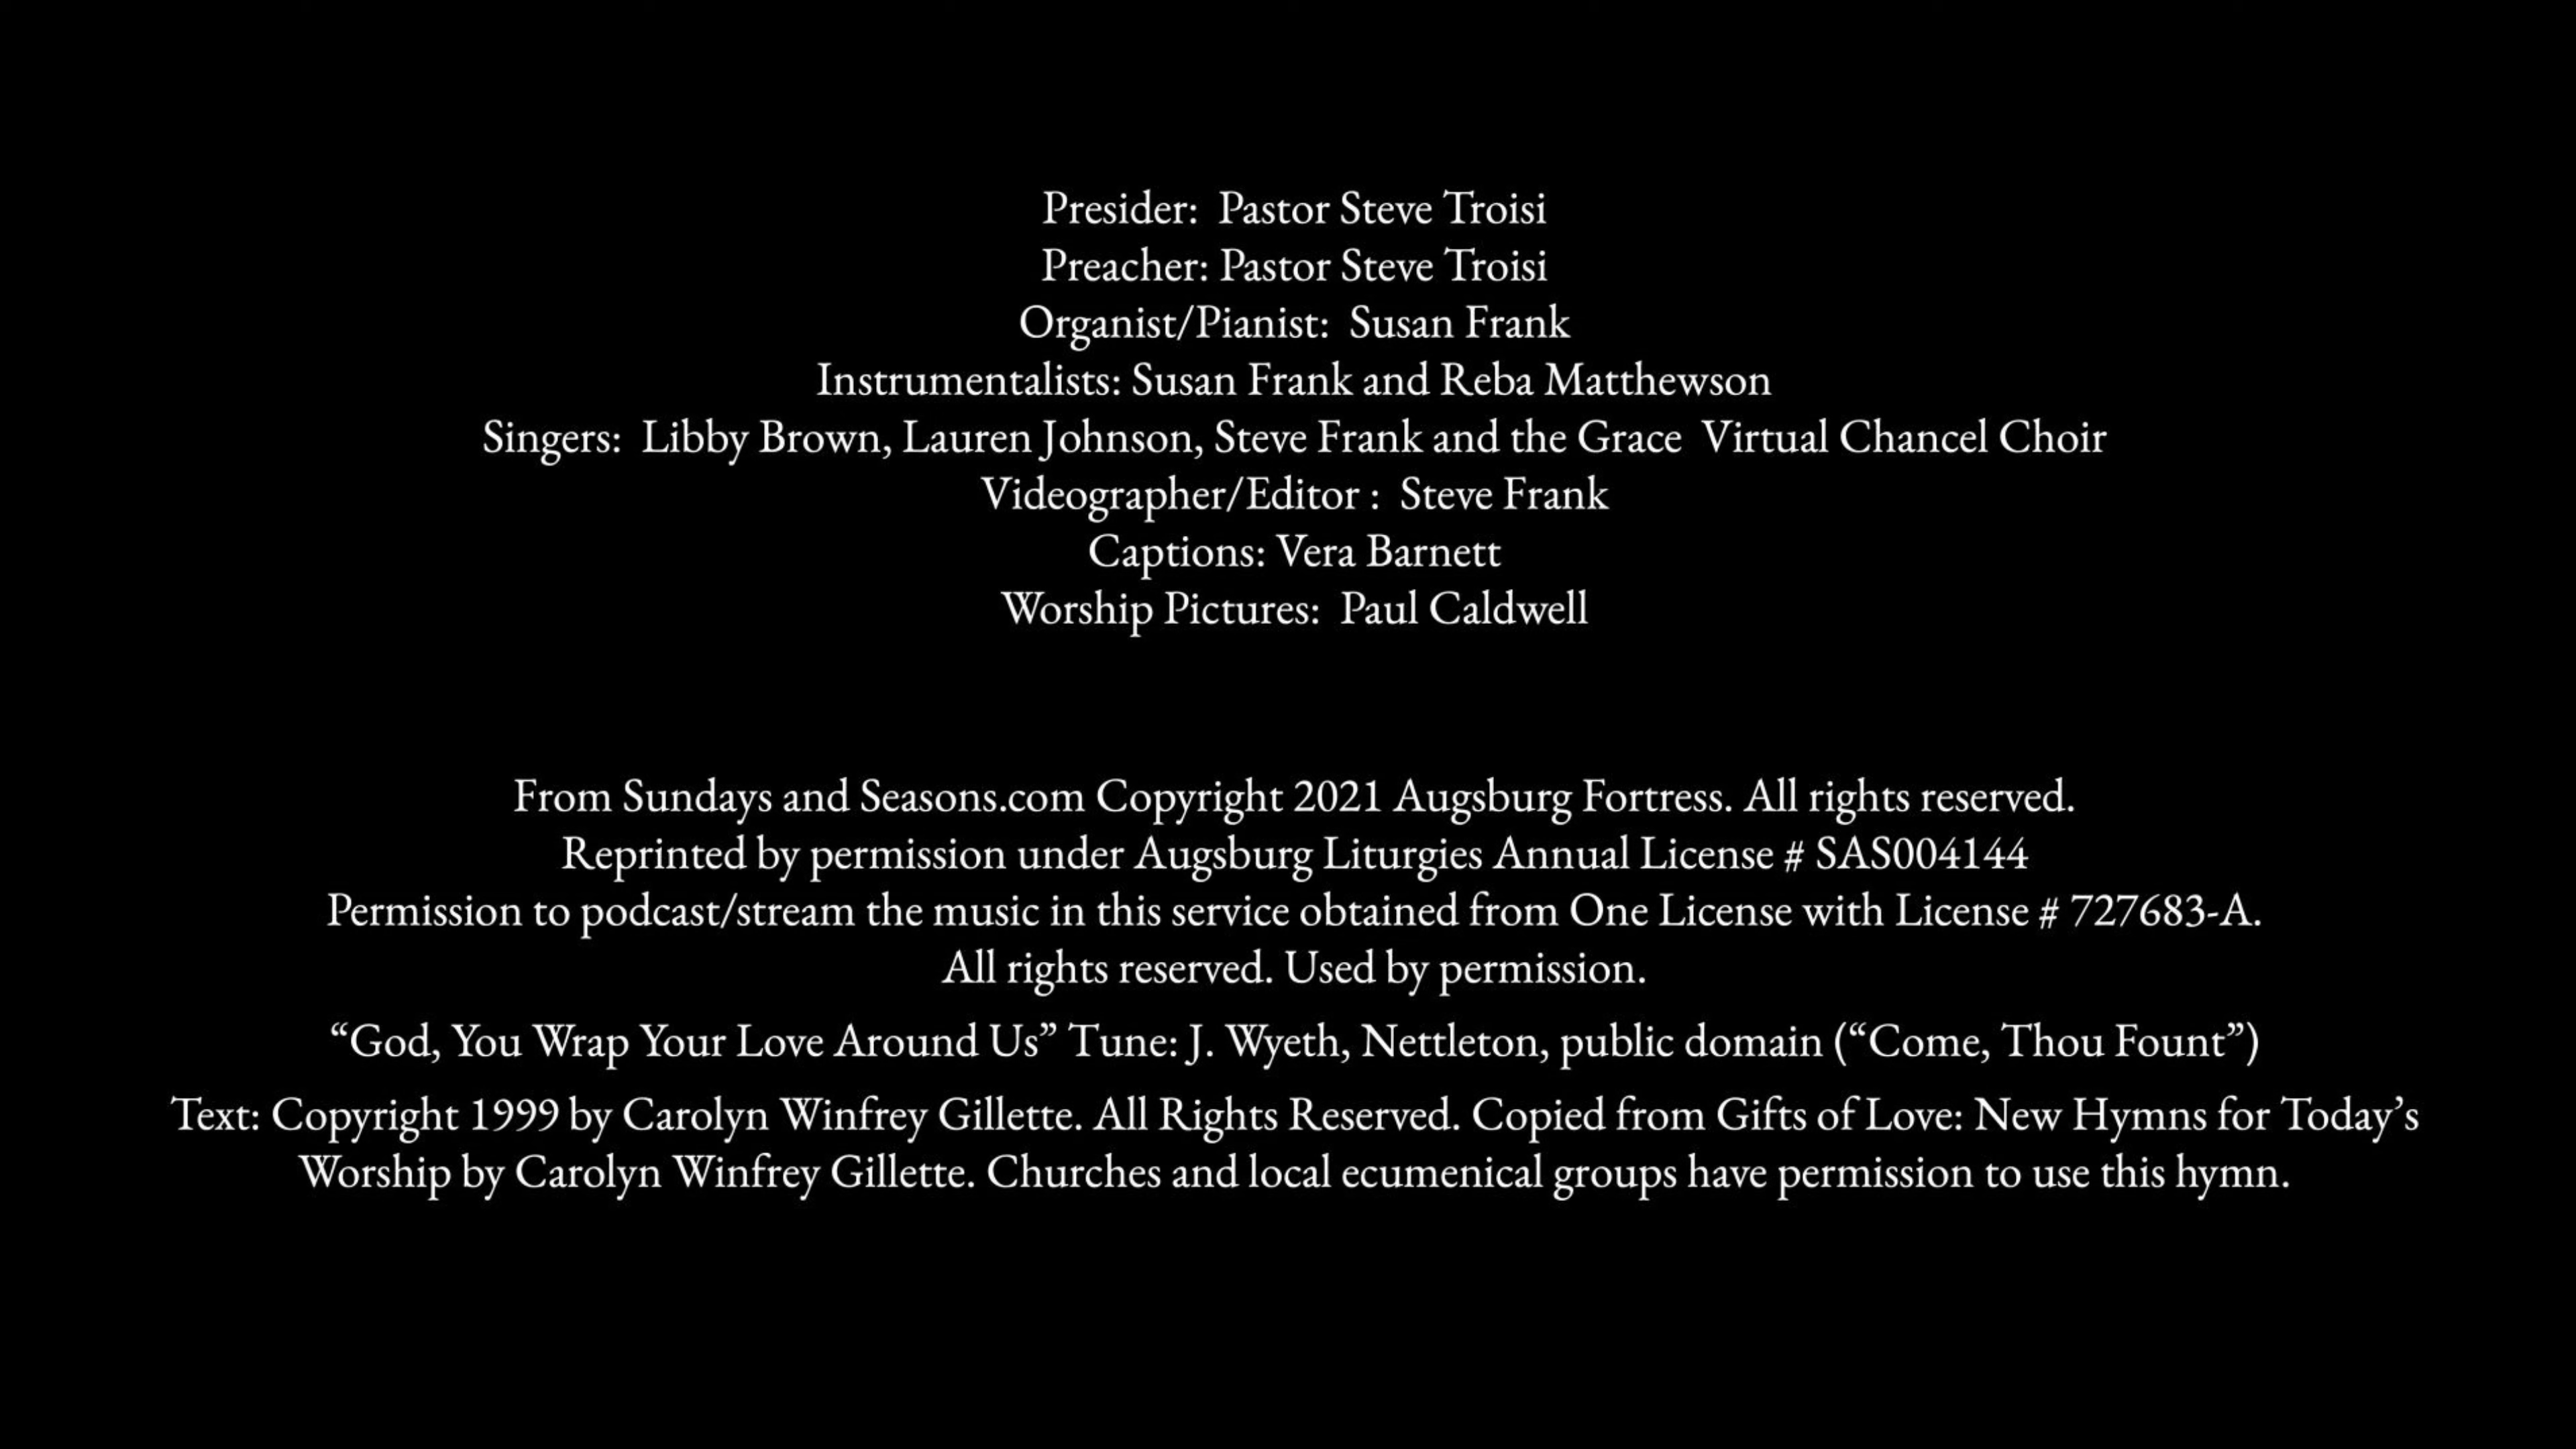 Presider:  Pastor Steve Troisi
Preacher: Pastor Steve Troisi
Organist/Pianist:  Susan Frank
Instrumentalists: Susan Frank and Reba Matthewson
Singers:  Libby Brown, Lauren Johnson, Steve Frank and the Grace  Virtual Chancel Choir
Videographer/Editor :  Steve Frank
Captions: Vera Barnett
Worship Pictures:  Paul Caldwell
From Sundays and Seasons.com Copyright 2021 Augsburg Fortress. All rights reserved.
Reprinted by permission under Augsburg Liturgies Annual License # SAS004144
Permission to podcast/stream the music in this service obtained from One License with License # 727683-A.
All rights reserved. Used by permission.
“God, You Wrap Your Love Around Us” Tune: J. Wyeth, Nettleton, public domain (“Come, Thou Fount”)
Text: Copyright 1999 by Carolyn Winfrey Gillette. All Rights Reserved. Copied from Gifts of Love: New Hymns for Today’s
Worship by Carolyn Winfrey Gillette. Churches and local ecumenical groups have permission to use this hymn.